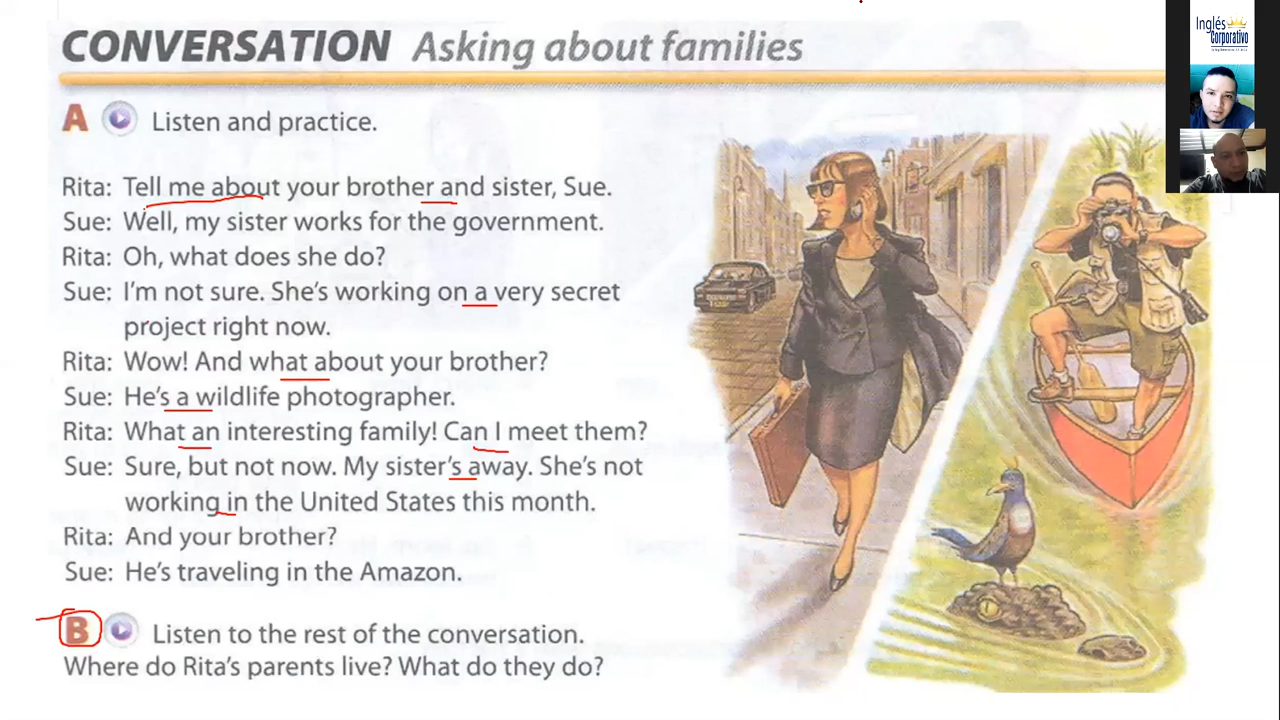 CONVERSATION Asking about families
A Listen and practice.
Rita: Tell me about your brother and sister, Sue.
Sue: Well, my sister works for the government.
Rita: Oh, what does she do?
Sue: I'm not sure. She's working on a very secret
project right now.
Rita: Wow! And what about your brother?
Sue: He's a wildlife photographer.
Rita: What an interesting family! Can I meet them?
Sue: Sure, but not now. My sister's away. She's not
working in the United States this month.
Rita: And your brother?
Sue: He's traveling in the Amazon.
B Listen to the rest of the conversation.
Where do Rita's parents live? What do they do?
Inglés
Corporativo